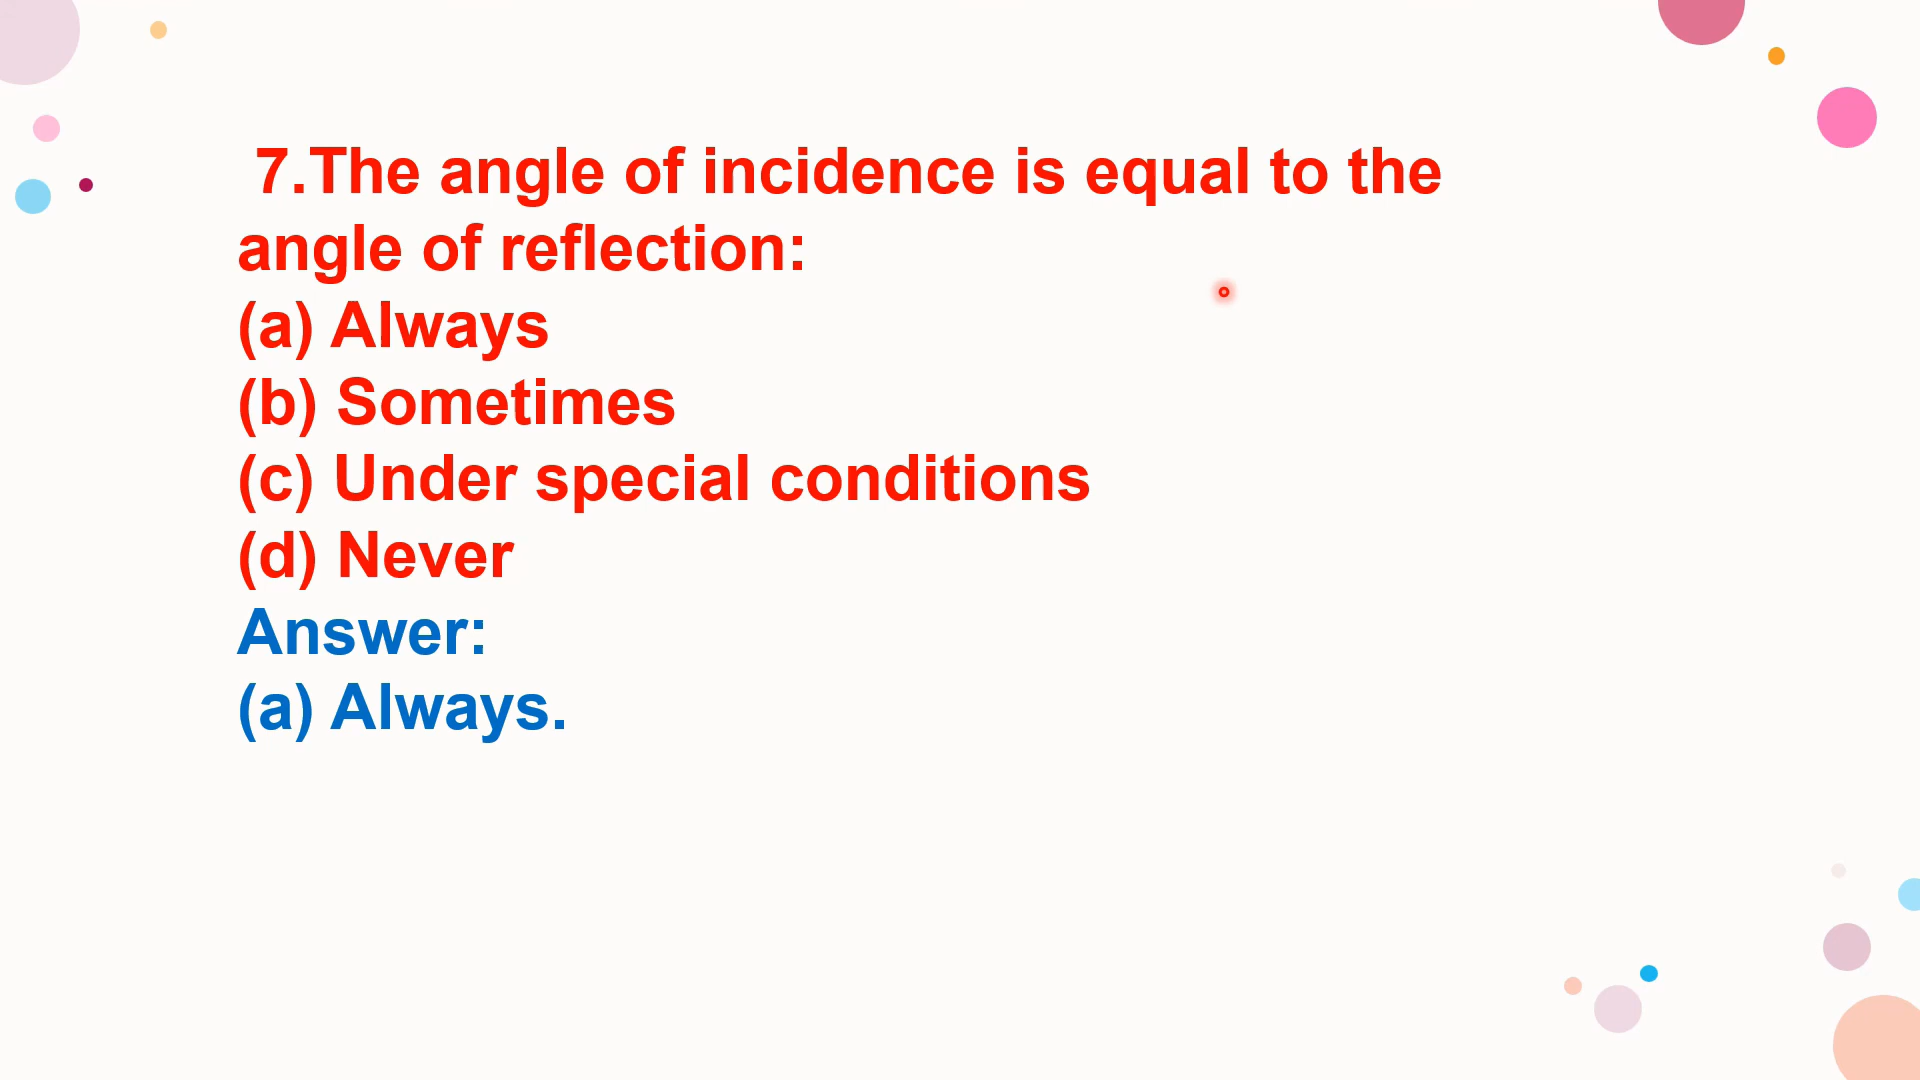 7.The angle of incidence is equal to the
angle of reflection:
(a) Always
(b) Sometimes
(c) Under special conditions
(d) Never
Answer:
(a) Always.